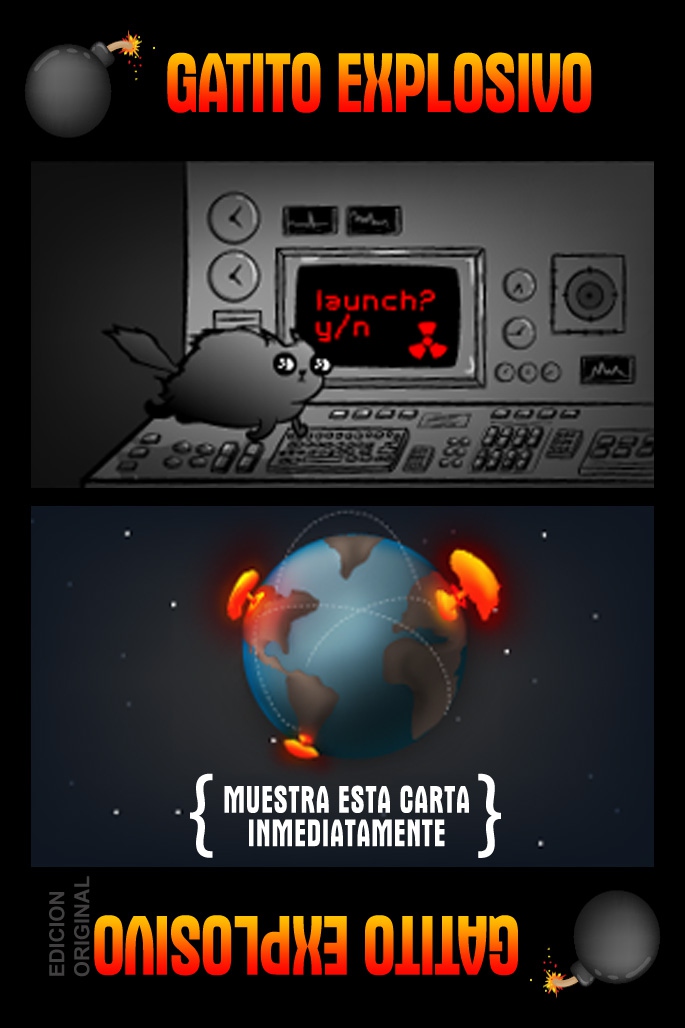 GATITO EXPLOSIVO
launch?
y/n
{ MUESTRA ESTA CARTA
INMEDIATAMENTE }
EDICION
ORIGINAL
GATITO EXPLOSIVO